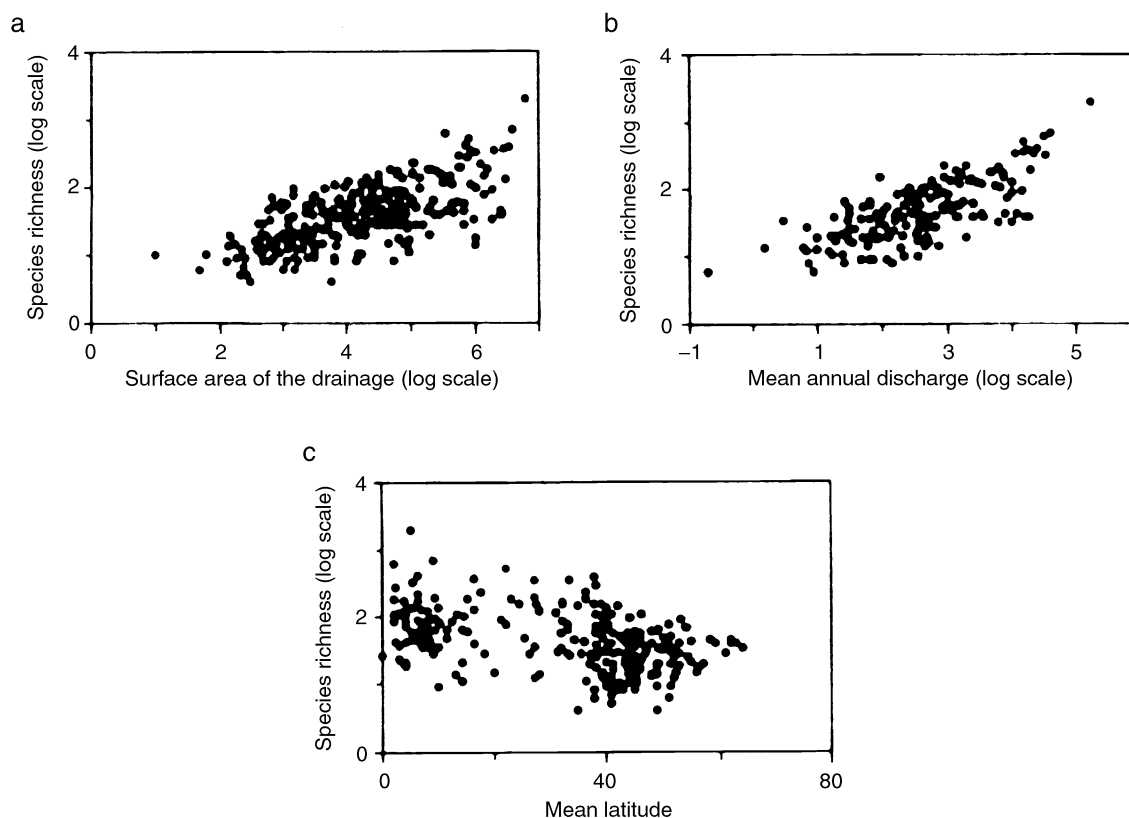 a
Species richness (log scale)
4
2
0
0 2 4 6
Surface area of the drainage (log scale)
b
Species richness (log scale)
4
2
0
−1 1 3 5
Mean annual discharge (log scale)
c
Species richness (log scale)
4
2
0
0 40 80
Mean latitude